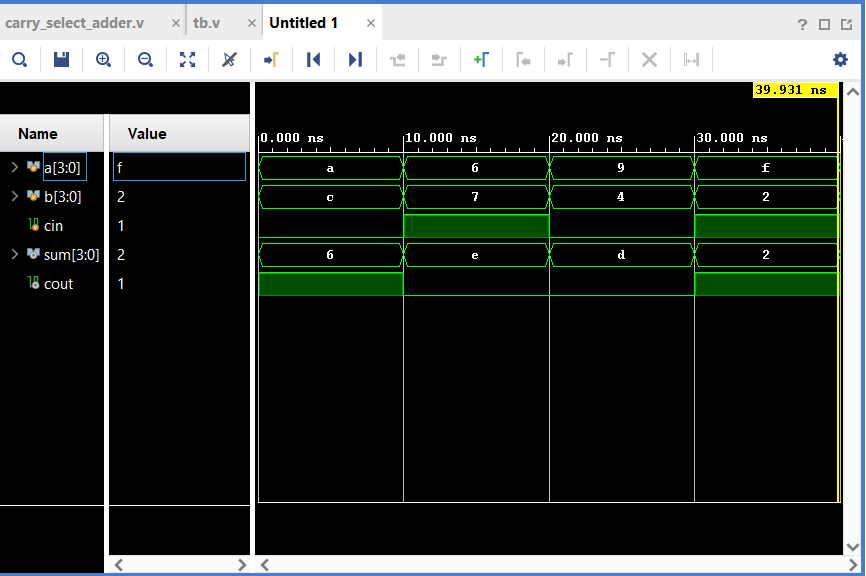 carry_select_adder.v × tb.v × Untitled 1 ×
39.931 ns
Name Value
0.000 ns 10.000 ns 20.000 ns 30.000 ns
a[3:0] f a 6 9 f
b[3:0] 2 c 7 4 2
cin 1
sum[3:0] 2 6 e d 2
cout 1